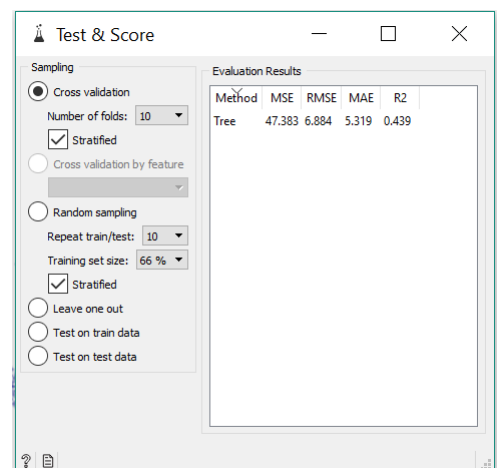 Test & Score
Sampling
Cross validation
Number of folds: 10
Stratified
Cross validation by feature
Random sampling
Repeat train/test: 10
Training set size: 66 %
Stratified
Leave one out
Test on train data
Test on test data
Evaluation Results
Method MSE RMSE MAE R2
Tree 47.383 6.884 5.319 0.439
?